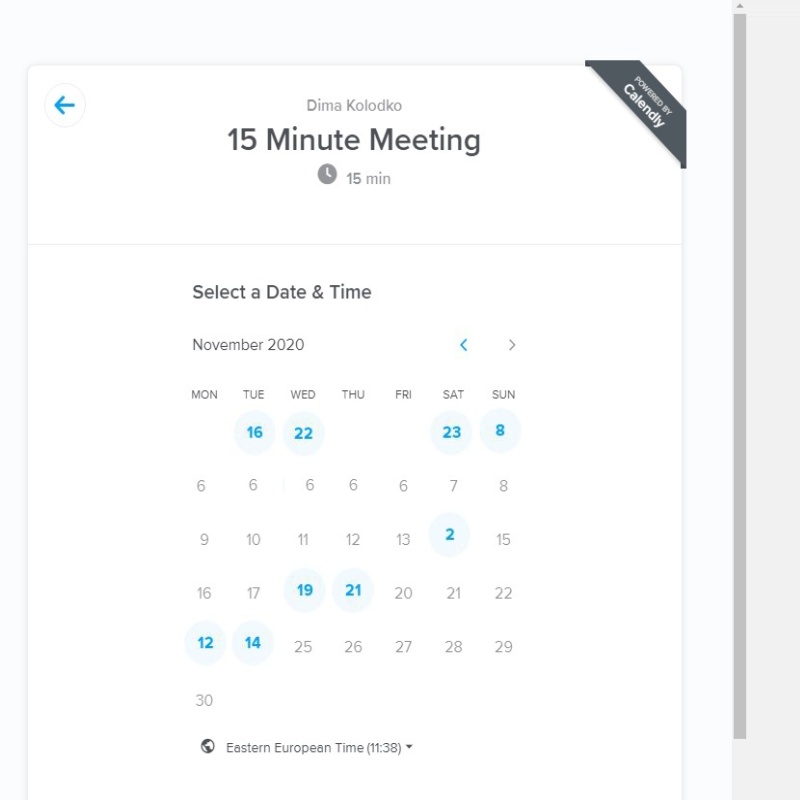 POWERED BY
Calendly
Dima Kolodko
15 Minute Meeting
15 min
Select a Date & Time
November 2020
MON TUE WED THU FRI SAT SUN
16 22 23 8
6 6 6 6 6 7 8
9 10 11 12 13 2 15
16 17 19 21 20 21 22
12 14 25 26 27 28 29
30
Eastern European Time (11:38)